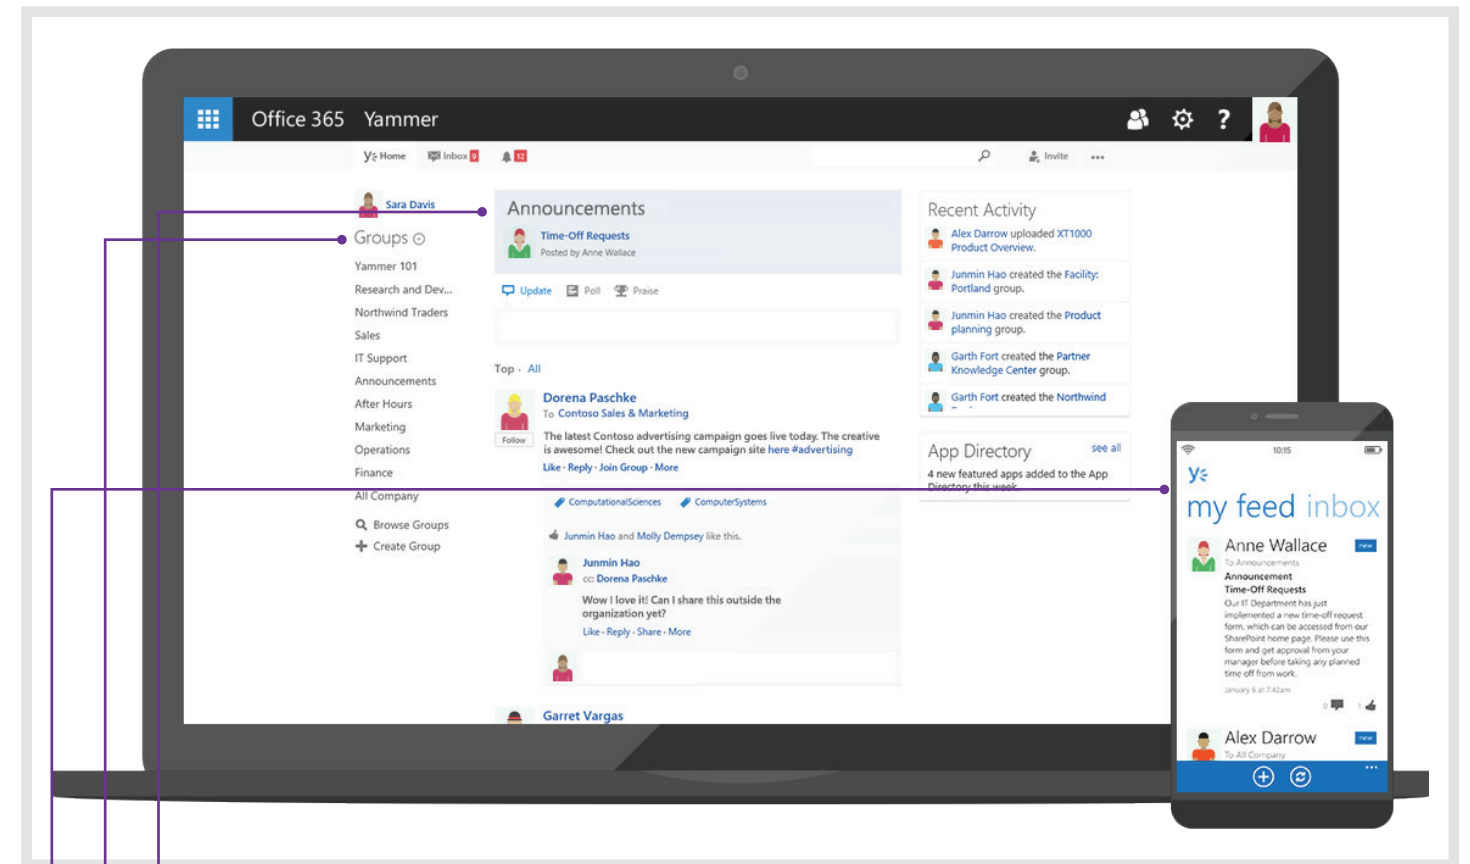 Office 365 Yammer ?
Home Inbox 9 12 Invite
Sara Davis
Groups
Yammer 101
Research and Dev...
Northwind Traders
Sales
IT Support
Announcements
After Hours
Marketing
Operations
Finance
All Company
Browse Groups
Create Group
Announcements
Time-Off Requests
Posted by Anne Wallace
Update Poll Praise
Top · All
Dorena Paschke
To Contoso Sales & Marketing
Follow
The latest Contoso advertising campaign goes live today. The creative
is awesome! Check out the new campaign site here #advertising
Like · Reply · Join Group · More
ComputationalSciences ComputerSystems
Junmin Hao and Molly Dempsey like this.
Junmin Hao
cc: Dorena Paschke
Wow I love it! Can I share this outside the
organization yet?
Like · Reply · Share · More
Garret Vargas
Recent Activity
Alex Darrow uploaded XT1000
Product Overview.
Junmin Hao created the Facility:
Portland group.
Junmin Hao created the Product
planning group.
Garth Fort created the Partner
Knowledge Center group.
Garth Fort created the Northwind
App Directory see all
4 new featured apps added to the App
Directory this week.
10:15
my feed inbox
Anne Wallace new
To Announcements
Announcement
Time-Off Requests
Our IT Department has just
implemented a new time-off request
form, which can be accessed from our
SharePoint home page. Please use this
form and get approval from your
manager before taking any planned
time off from work.
January 6 at 7:42am
0 1
Alex Darrow new
To All Company